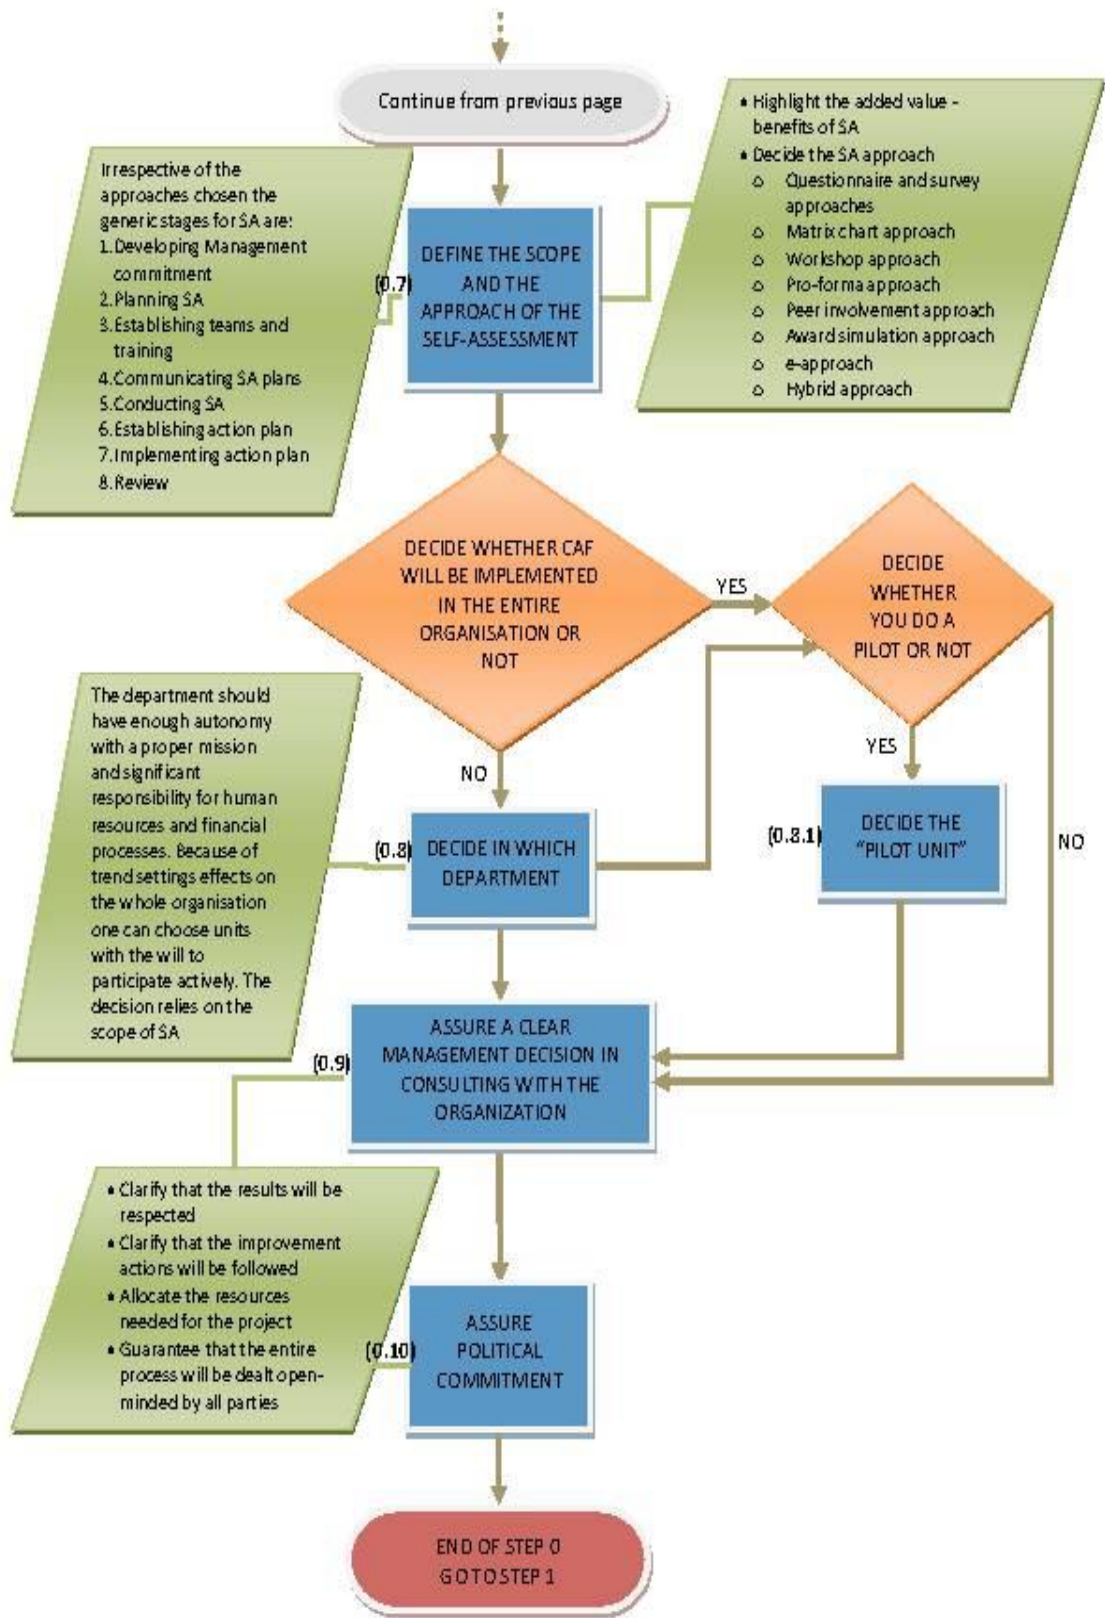 Continue from previous page
Irrespective of the
approaches chosen the
generic stages for SA are:
1.Developing Management
commitment
2.Planning SA
3.Establishing teams and
training
4.Communicating SA plans
5.Conducting SA
6.Establishing action plan
7.Implementing action plan
8.Review
(0.7)
DEFINE THE SCOPE
AND THE
APPROACH OF THE
SELF-ASSESSMENT
• Highlight the added value -
benefits of SA
• Decide the SA approach
o Questionnaire and survey
approaches
o Matrix chart approach
o Workshop approach
o Pro-forma approach
o Peer involvement approach
o Award simulation approach
o e-approach
o Hybrid approach
DECIDE WHETHER CAF
WILL BE IMPLEMENTED
IN THE ENTIRE
ORGANISATION OR
NOT
YES
DECIDE
WHETHER
YOU DO A
PILOT OR NOT
NO
YES
NO
The department should
have enough autonomy
with a proper mission
and significant
responsibility for human
resources and financial
processes. Because of
trend settings effects on
the whole organisation
one can choose units
with the will to
participate actively. The
decision relies on the
scope of SA
(0.8)
DECIDE IN WHICH
DEPARTMENT
(0.8.1)
DECIDE THE
“PILOT UNIT”
(0.9)
ASSURE A CLEAR
MANAGEMENT DECISION IN
CONSULTING WITH THE
ORGANIZATION
• Clarify that the results will be
respected
• Clarify that the improvement
actions will be followed
• Allocate the resources
needed for the project
• Guarantee that the entire
process will be dealt open-
minded by all parties
(0.10)
ASSURE
POLITICAL
COMMITMENT
END OF STEP 0
GO TO STEP 1